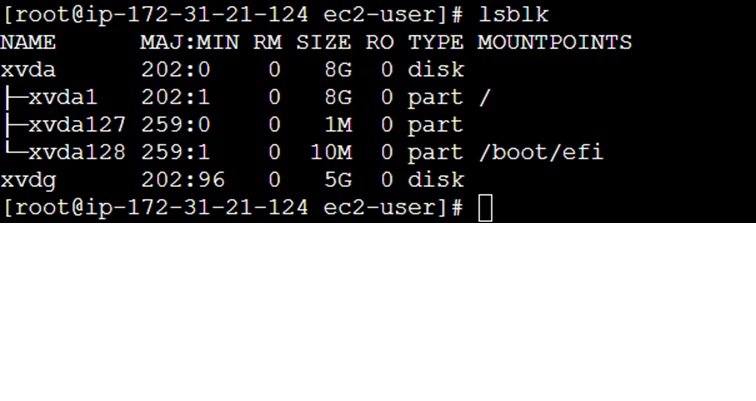 [root@ip-172-31-21-124 ec2-user]# lsblk
NAME     MAJ:MIN RM SIZE RO TYPE MOUNTPOINTS
xvda     202:0    0   8G  0 disk
├─xvda1  202:1    0   8G  0 part /
├─xvda127 259:0   0   1M  0 part
└─xvda128 259:1   0  10M  0 part /boot/efi
xvdg     202:96   0   5G  0 disk
[root@ip-172-31-21-124 ec2-user]#